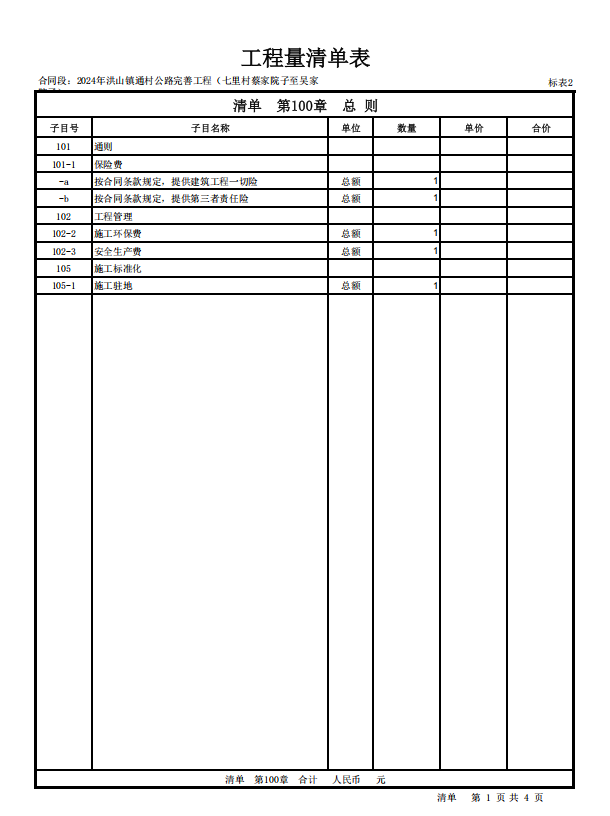 工程量清单表
合同段：2024年洪山镇通村公路完善工程（七里村蔡家院子至吴家
标表2
清单 第100章 总 则
子目号 子目名称 单位 数量 单价 合价
101 通则
101-1 保险费
-a 按合同条款规定，提供建筑工程一切险 总额 1
-b 按合同条款规定，提供第三者责任险 总额 1
102 工程管理
102-2 施工环保费 总额 1
102-3 安全生产费 总额 1
105 施工标准化
105-1 施工驻地 总额 1
清单 第100章 合计 人民币 元
清单 第 1 页 共 4 页